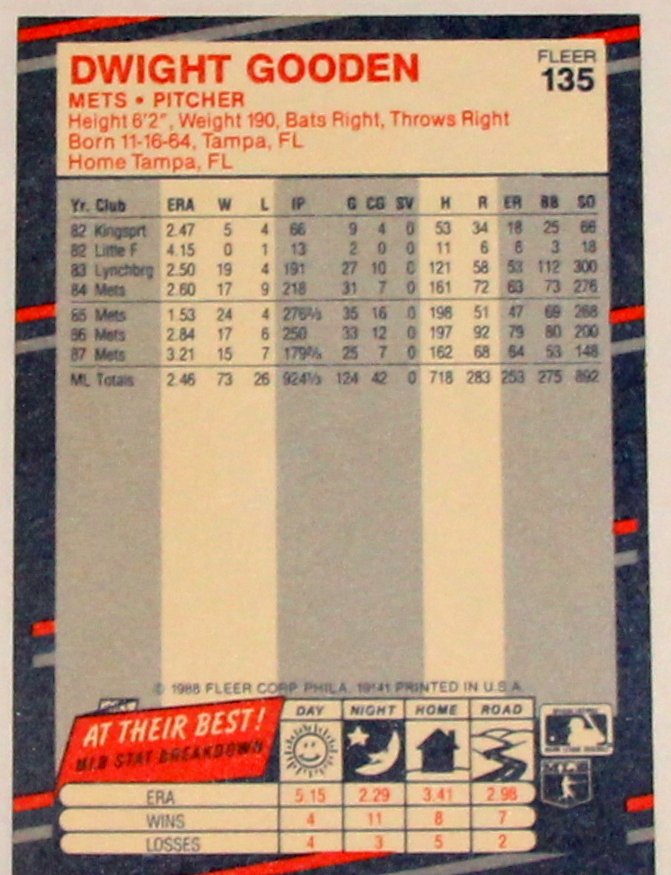 DWIGHT GOODEN
FLEER
135
METS • PITCHER
Height 6'2", Weight 190, Bats Right, Throws Right
Born 11-16-64, Tampa, FL
Home Tampa, FL
Yr. Club ERA W L IP G CG SV H R ER BB SO
82 Kingsprt 2.47 5 4 66 9 4 0 53 34 18 25 66
82 Little F 4.15 0 1 13 2 0 0 11 6 6 3 18
83 Lynchbrg 2.50 19 4 191 27 10 0 121 58 53 112 300
84 Mets 2.60 17 9 218 31 7 0 161 72 63 73 276
85 Mets 1.53 24 4 276⅔ 35 16 0 198 51 47 69 268
86 Mets 2.84 17 6 250 33 12 0 197 92 79 80 200
87 Mets 3.21 15 7 179⅔ 25 7 0 162 68 64 53 148
ML Totals 2.46 73 26 924⅓ 124 42 0 718 283 253 275 892
© 1988 FLEER CORP PHILA. 19141 PRINTED IN U.S.A.
AT THEIR BEST!
MLB STAT BREAKDOWN
DAY NIGHT HOME ROAD
ERA 5.15 2.29 3.41 2.98
WINS 4 11 8 7
LOSSES 4 3 5 2